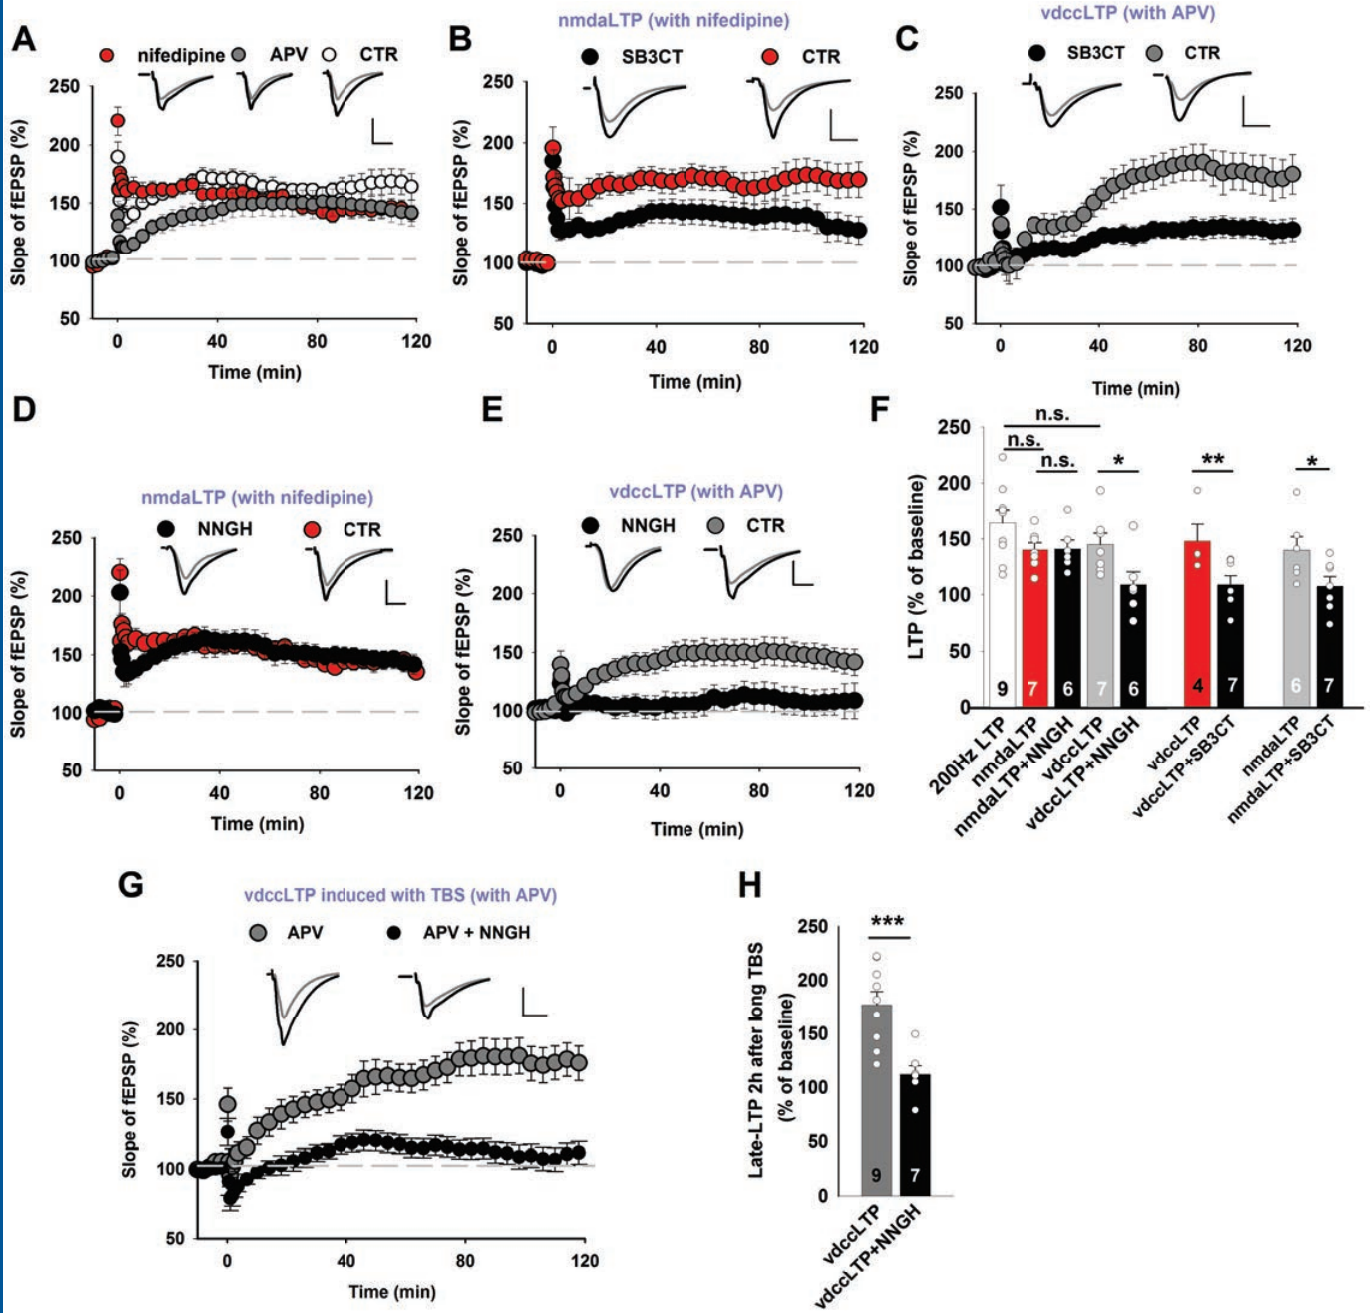 A
nifedipine APV CTR
Slope of fEPSP (%)
250
200
150
100
50
0 40 80 120
Time (min)
B
nmdaLTP (with nifedipine)
SB3CT CTR
Slope of fEPSP (%)
250
200
150
100
50
0 40 80 120
Time (min)
C
vdccLTP (with APV)
SB3CT CTR
Slope of fEPSP (%)
250
200
150
100
50
0 40 80 120
Time (min)
D
nmdaLTP (with nifedipine)
NNGH CTR
Slope of fEPSP (%)
250
200
150
100
50
0 40 80 120
Time (min)
E
vdccLTP (with APV)
NNGH CTR
Slope of fEPSP (%)
250
200
150
100
50
0 40 80 120
Time (min)
F
LTP (% of baseline)
250
200
150
100
50
0
n.s.
n.s.
n.s.
* ** *
9 7 6 7 6 4 7 6 7
200Hz LTP
nmdaLTP
nmdaLTP+NNGH
vdccLTP
vdccLTP+NNGH
vdccLTP
vdccLTP+SB3CT
nmdaLTP
nmdaLTP+SB3CT
G
vdccLTP induced with TBS (with APV)
APV APV + NNGH
Slope of fEPSP (%)
250
200
150
100
50
0 40 80 120
Time (min)
H
Late-LTP 2h after long TBS
(% of baseline)
250
200
150
100
50
0
***
9 7
vdccLTP
vdccLTP+NNGH